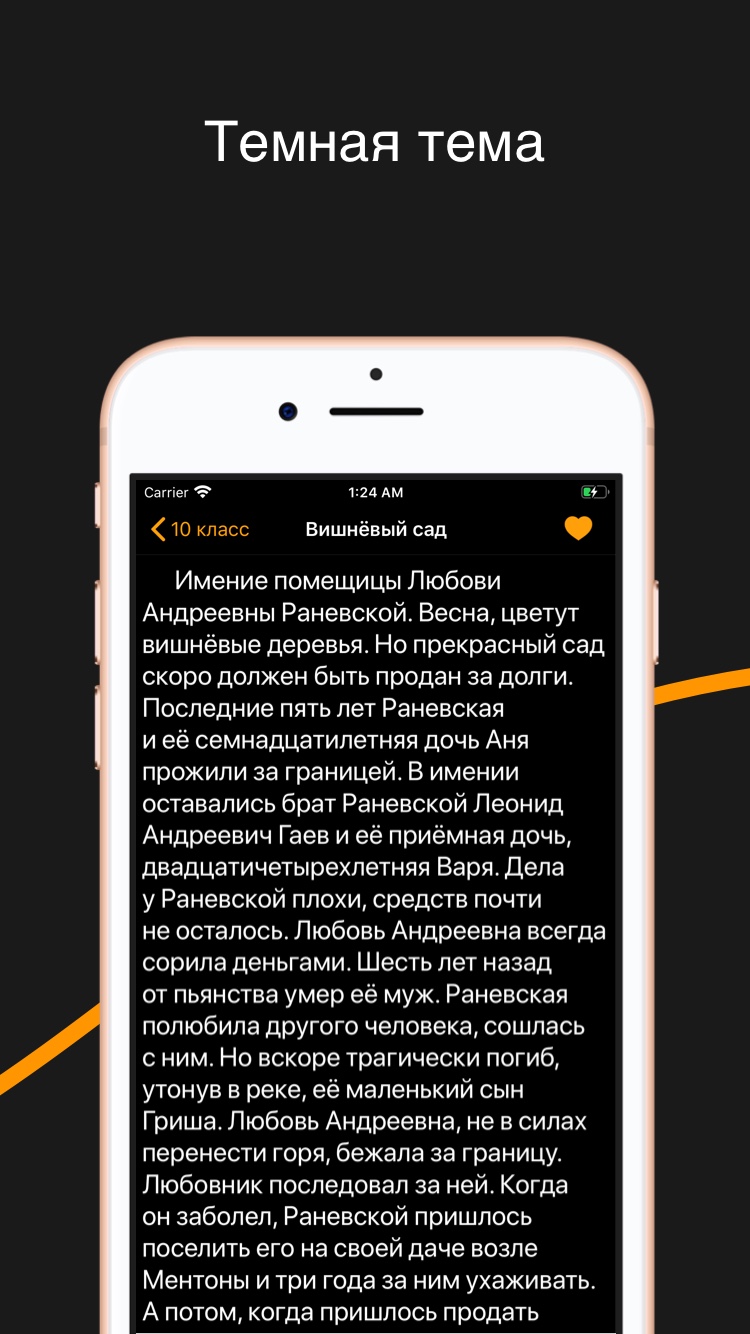 Темная тема
Carrier 1:24 AM
10 класс Вишнёвый сад
Имение помещицы Любови
Андреевны Раневской. Весна, цветут
вишнёвые деревья. Но прекрасный сад
скоро должен быть продан за долги.
Последние пять лет Раневская
и её семнадцатилетняя дочь Аня
прожили за границей. В имении
оставались брат Раневской Леонид
Андреевич Гаев и её приёмная дочь,
двадцатичетырехлетняя Варя. Дела
у Раневской плохи, средств почти
не осталось. Любовь Андреевна всегда
сорила деньгами. Шесть лет назад
от пьянства умер её муж. Раневская
полюбила другого человека, сошлась
с ним. Но вскоре трагически погиб,
утонув в реке, её маленький сын
Гриша. Любовь Андреевна, не в силах
перенести горя, бежала за границу.
Любовник последовал за ней. Когда
он заболел, Раневской пришлось
поселить его на своей даче возле
Ментоны и три года за ним ухаживать.
А потом, когда пришлось продать